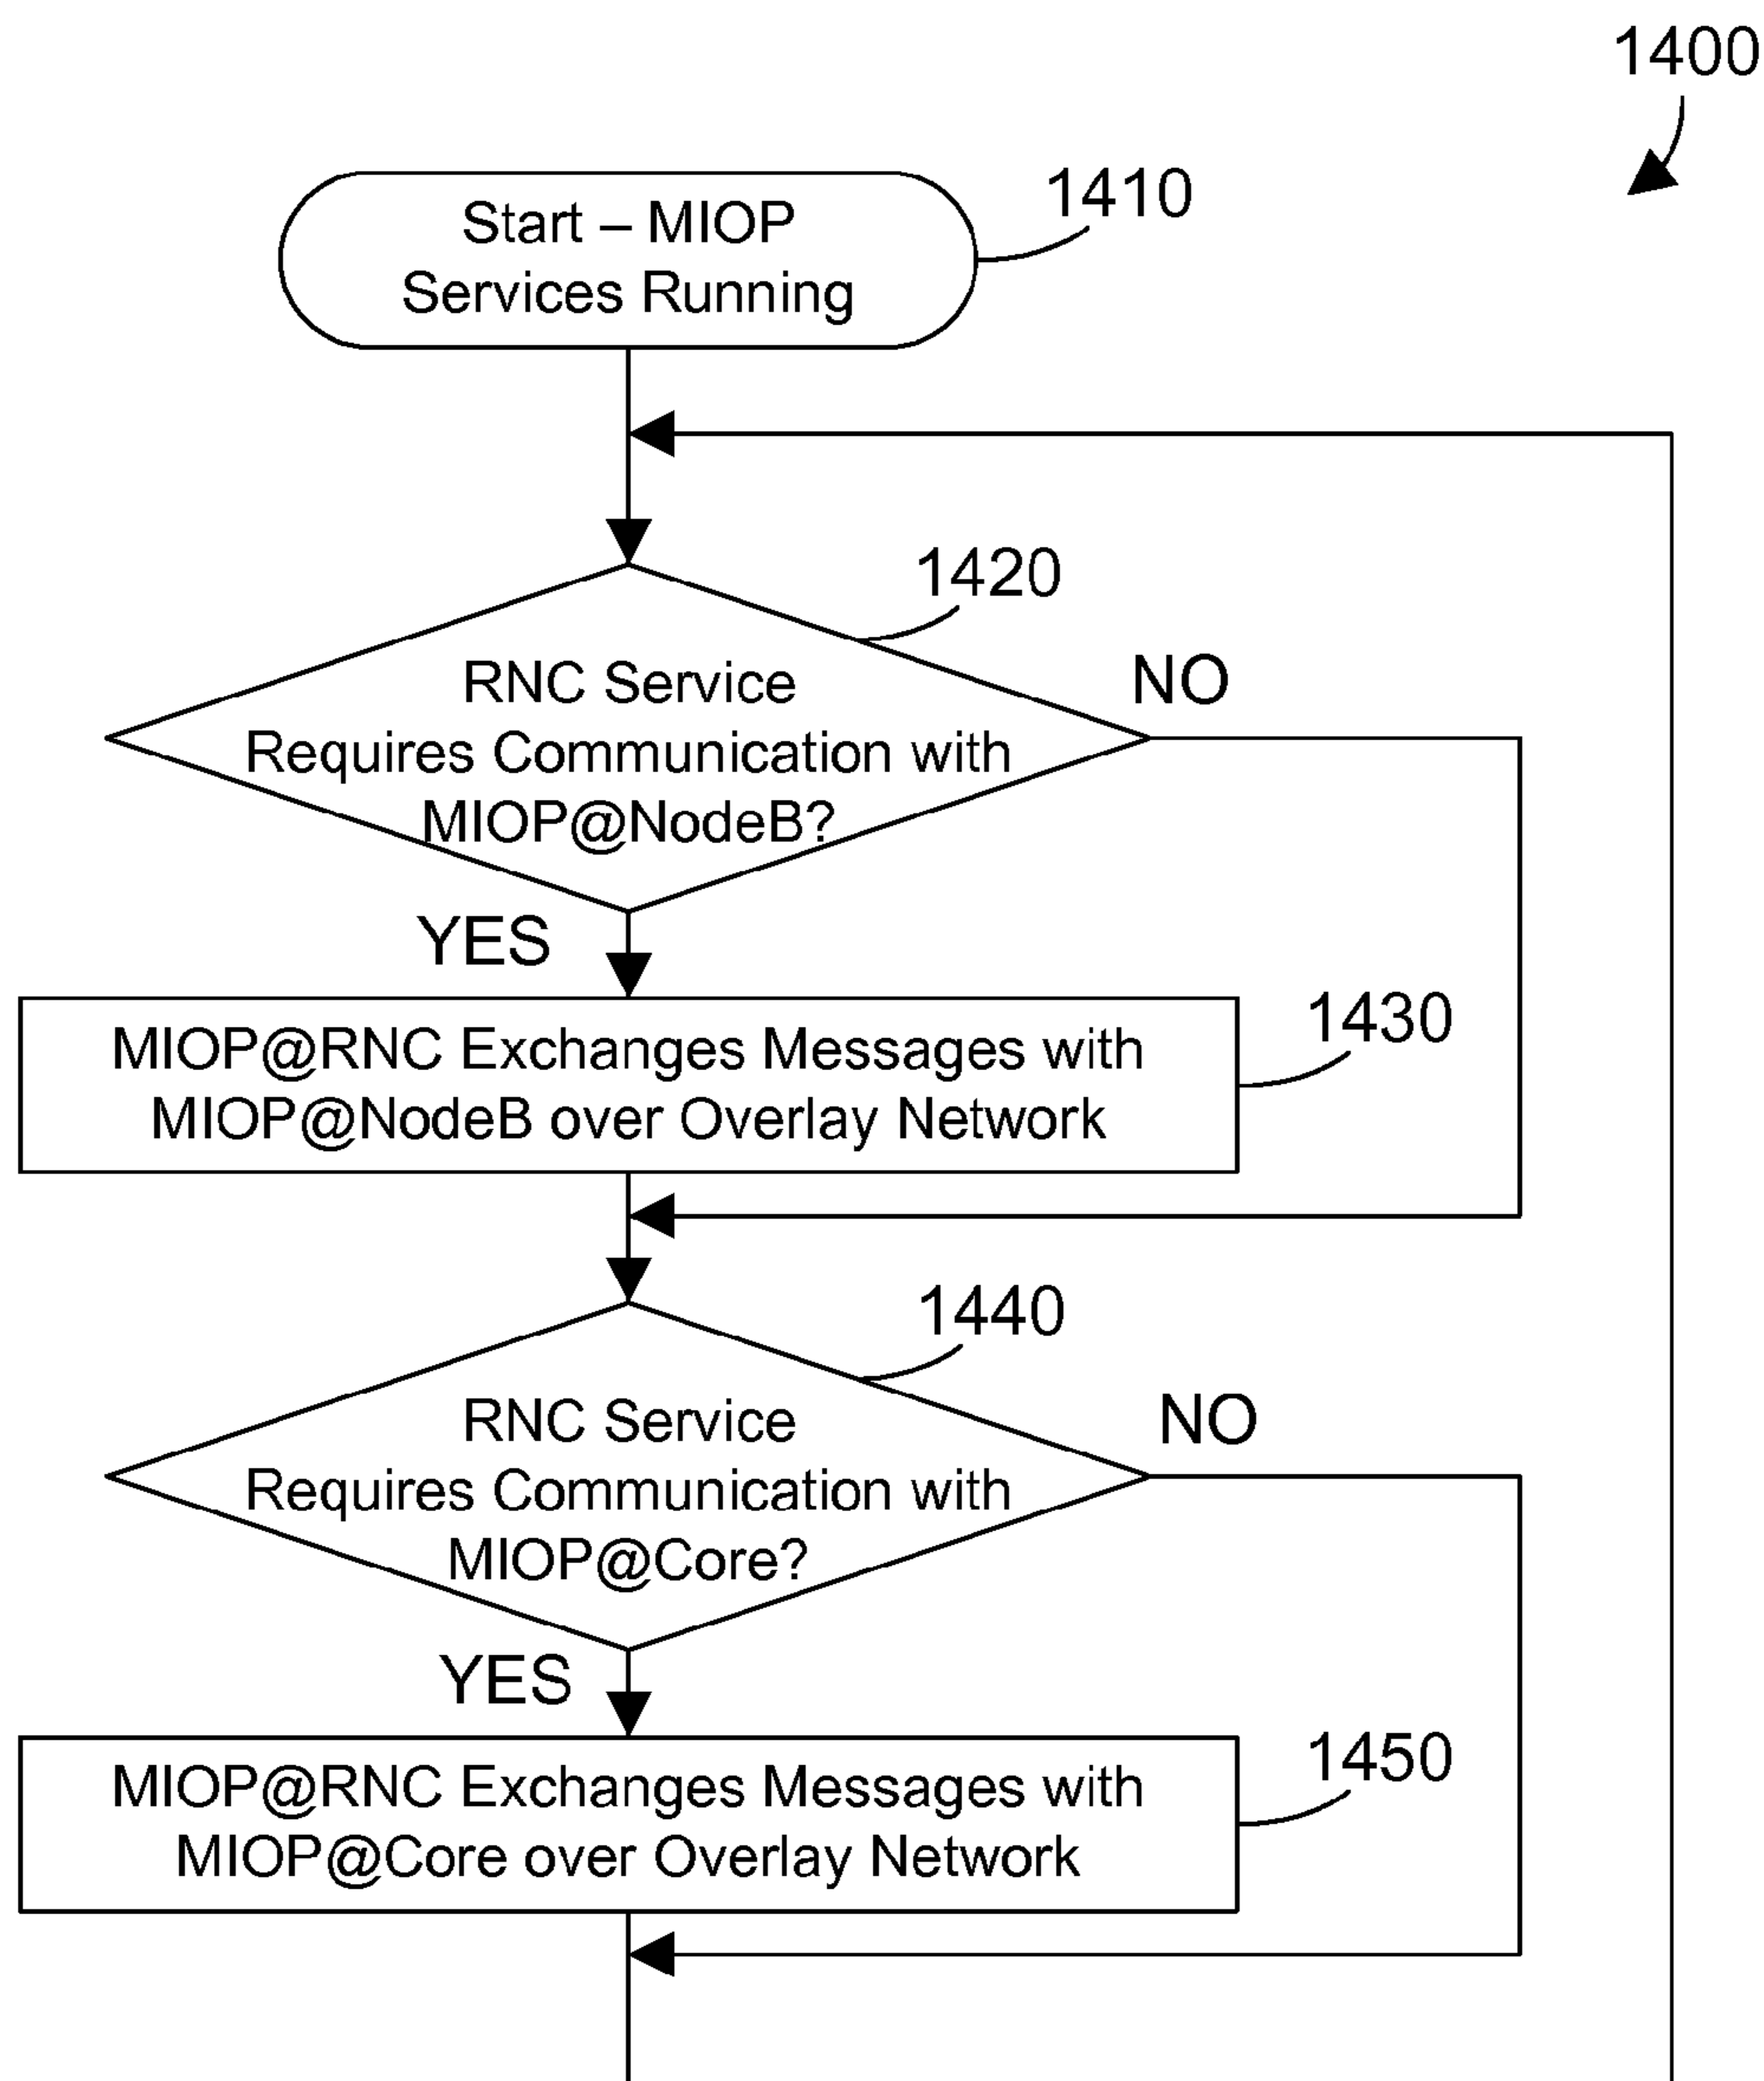 1400
Start – MIOP
Services Running
1410
1420
RNC Service
Requires Communication with
MIOP@NodeB?
NO
YES
1430
MIOP@RNC Exchanges Messages with
MIOP@NodeB over Overlay Network
1440
RNC Service
Requires Communication with
MIOP@Core?
NO
YES
1450
MIOP@RNC Exchanges Messages with
MIOP@Core over Overlay Network